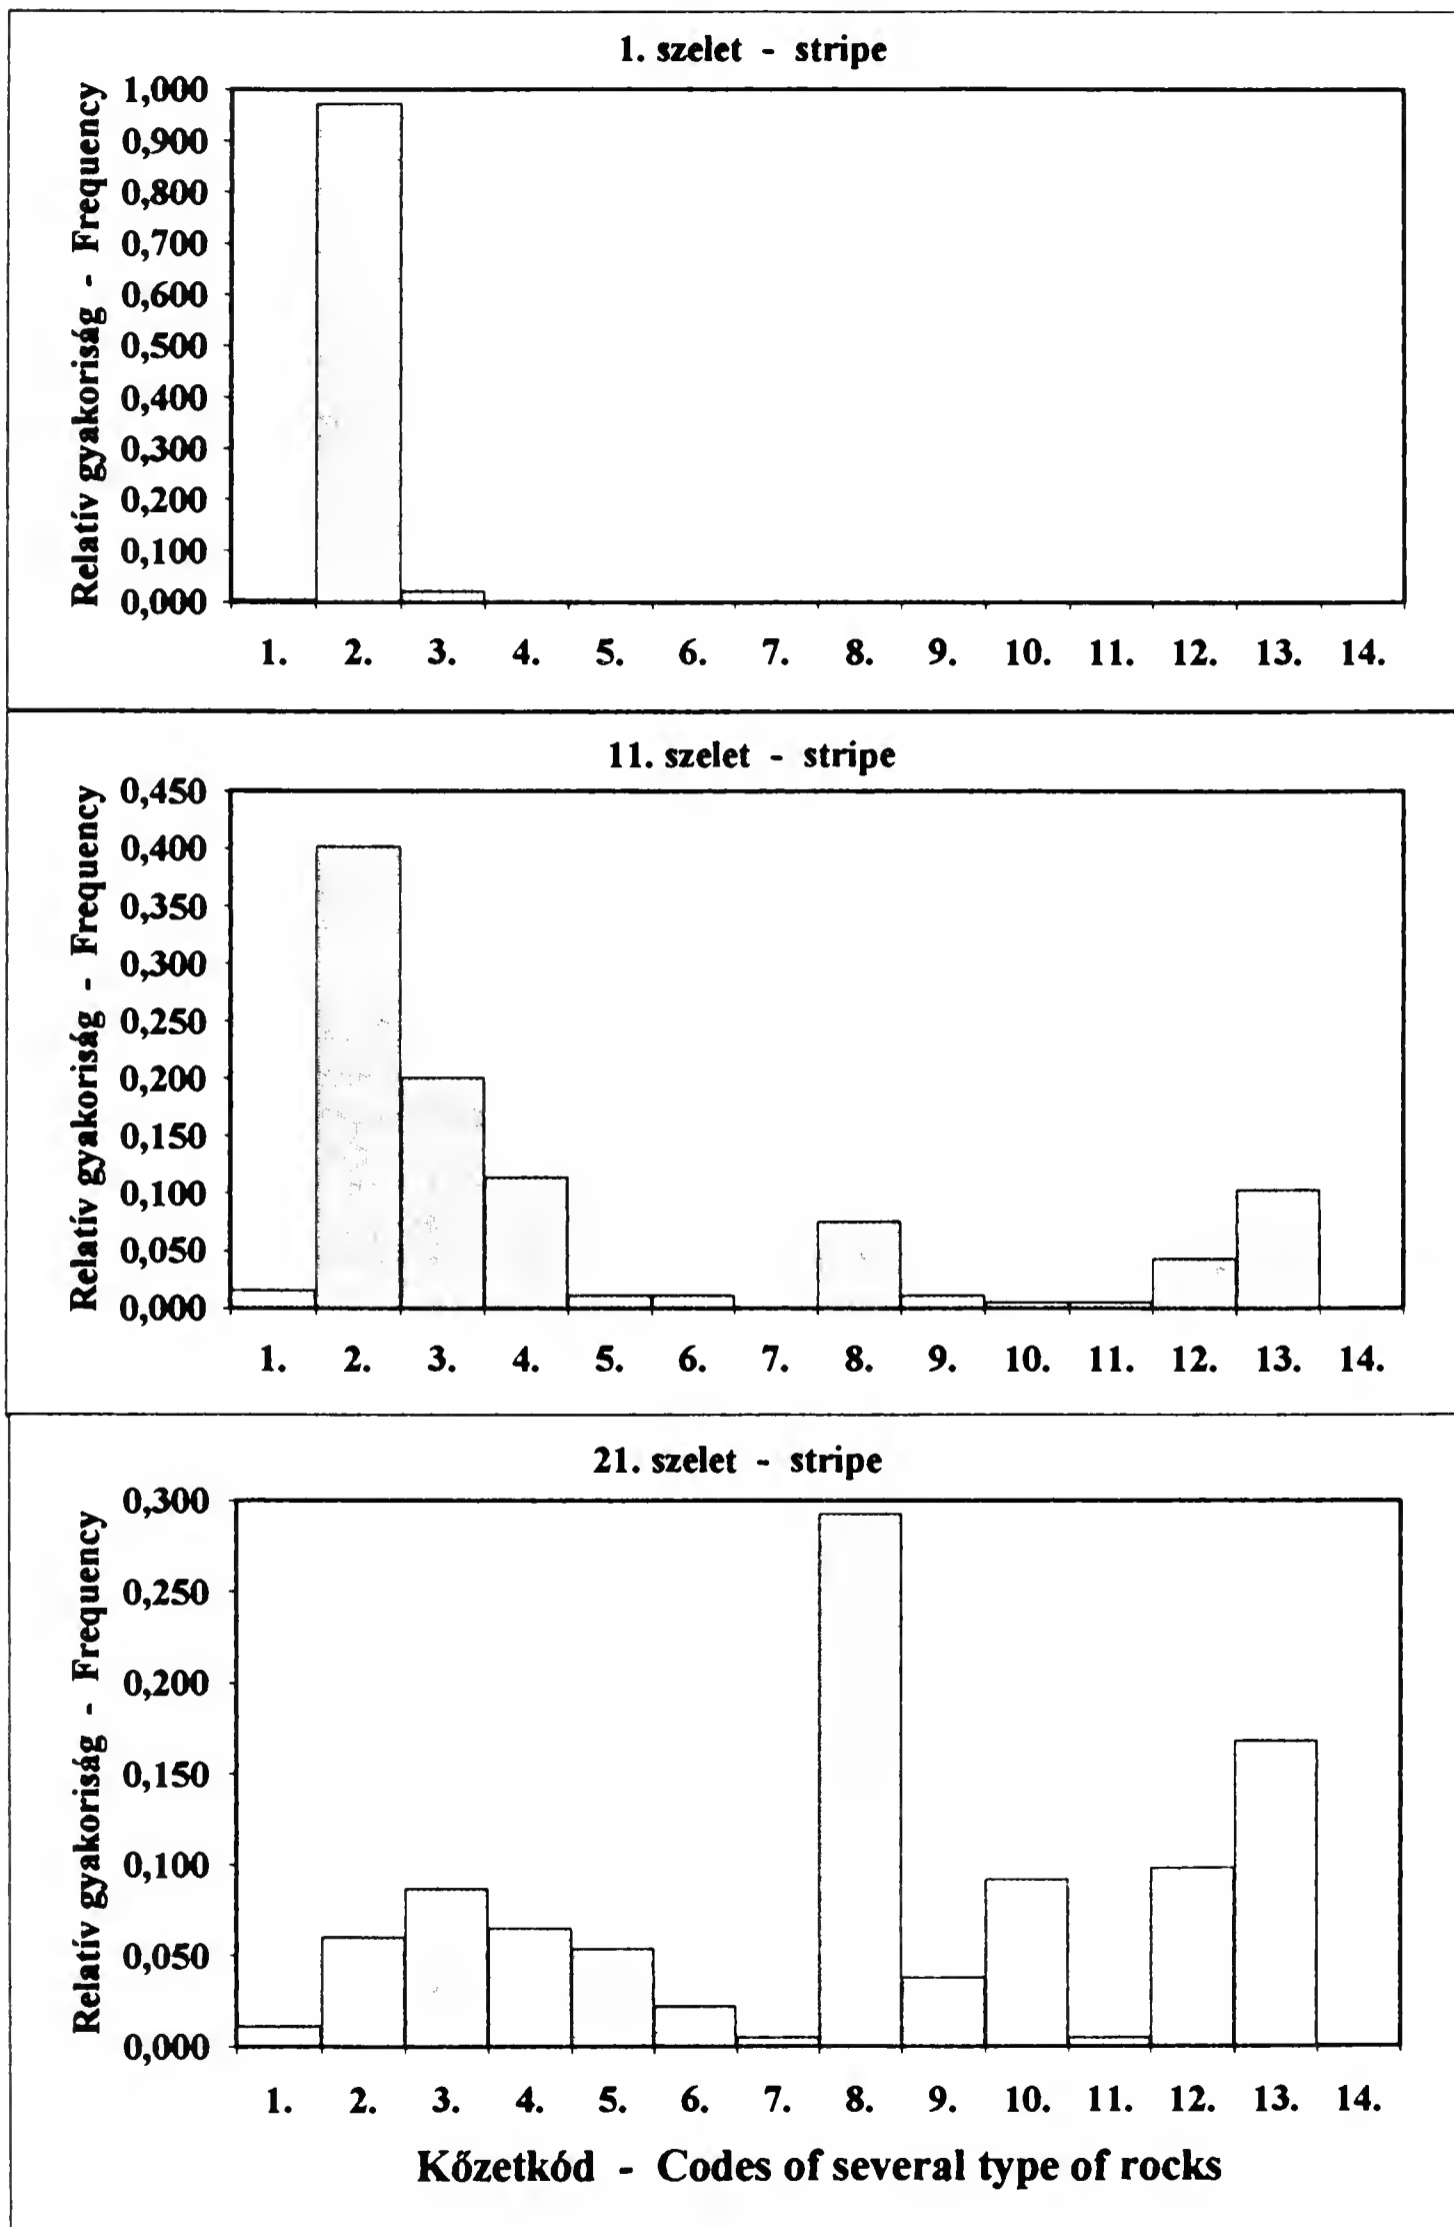 1. szelet - stripe
Relatív gyakoriság - Frequency
1,000
0,900
0,800
0,700
0,600
0,500
0,400
0,300
0,200
0,100
0,000
1. 2. 3. 4. 5. 6. 7. 8. 9. 10. 11. 12. 13. 14.
11. szelet - stripe
Relatív gyakoriság - Frequency
0,450
0,400
0,350
0,300
0,250
0,200
0,150
0,100
0,050
0,000
1. 2. 3. 4. 5. 6. 7. 8. 9. 10. 11. 12. 13. 14.
21. szelet - stripe
Relatív gyakoriság - Frequency
0,300
0,250
0,200
0,150
0,100
0,050
0,000
1. 2. 3. 4. 5. 6. 7. 8. 9. 10. 11. 12. 13. 14.
Kőzetkód - Codes of several type of rocks